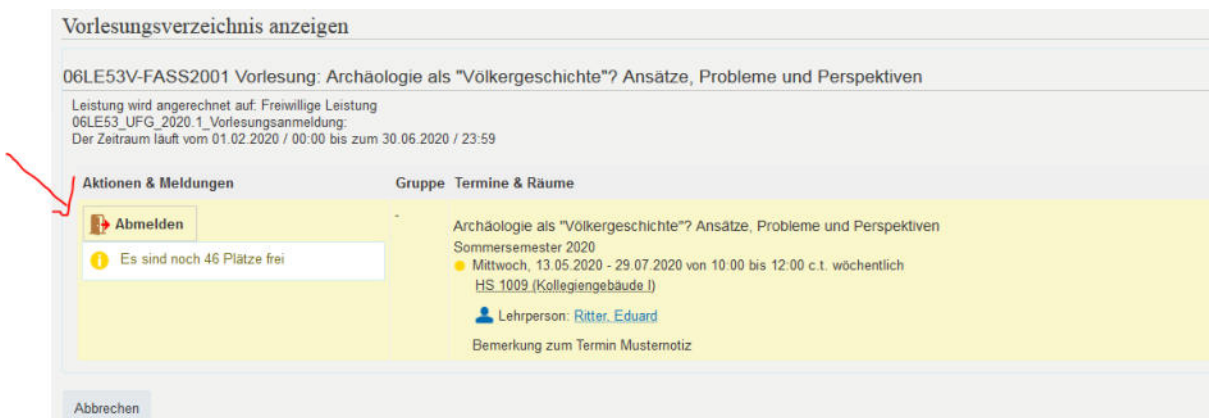 Vorlesungsverzeichnis anzeigen
06LE53V-FASS2001 Vorlesung: Archäologie als "Völkergeschichte"? Ansätze, Probleme und Perspektiven
Leistung wird angerechnet auf: Freiwillige Leistung
06LE53_UFG_2020.1_Vorlesungsanmeldung:
Der Zeitraum läuft vom 01.02.2020 / 00:00 bis zum 30.06.2020 / 23:59
Aktionen & Meldungen Gruppe Termine & Räume
Abmelden
Es sind noch 46 Plätze frei
-
Archäologie als "Völkergeschichte"? Ansätze, Probleme und Perspektiven
Sommersemester 2020
Mittwoch, 13.05.2020 - 29.07.2020 von 10:00 bis 12:00 c.t. wöchentlich
HS 1009 (Kollegiengebäude I)
Lehrperson: Ritter, Eduard
Bemerkung zum Termin Musternotiz
Abbrechen